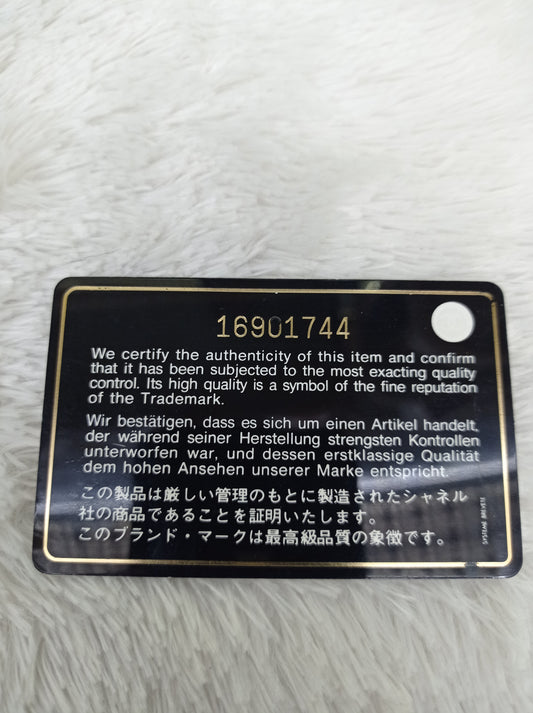 16901744
We certify the authenticity of this item and confirm
that it has been subjected to the most exacting quality
control. Its high quality is a symbol of the fine reputation
of the Trademark.
Wir bestätigen, dass es sich um einen Artikel handelt,
der während seiner Herstellung strengsten Kontrollen
unterworfen war, und dessen erstklassige Qualität
dem hohen Ansehen unserer Marke entspricht.
この製品は厳しい管理のもとに製造されたシャネル
社の商品であることを証明いたします。
このブランド・マークは最高級品質の象徴です。
SYSTEME BREVETE